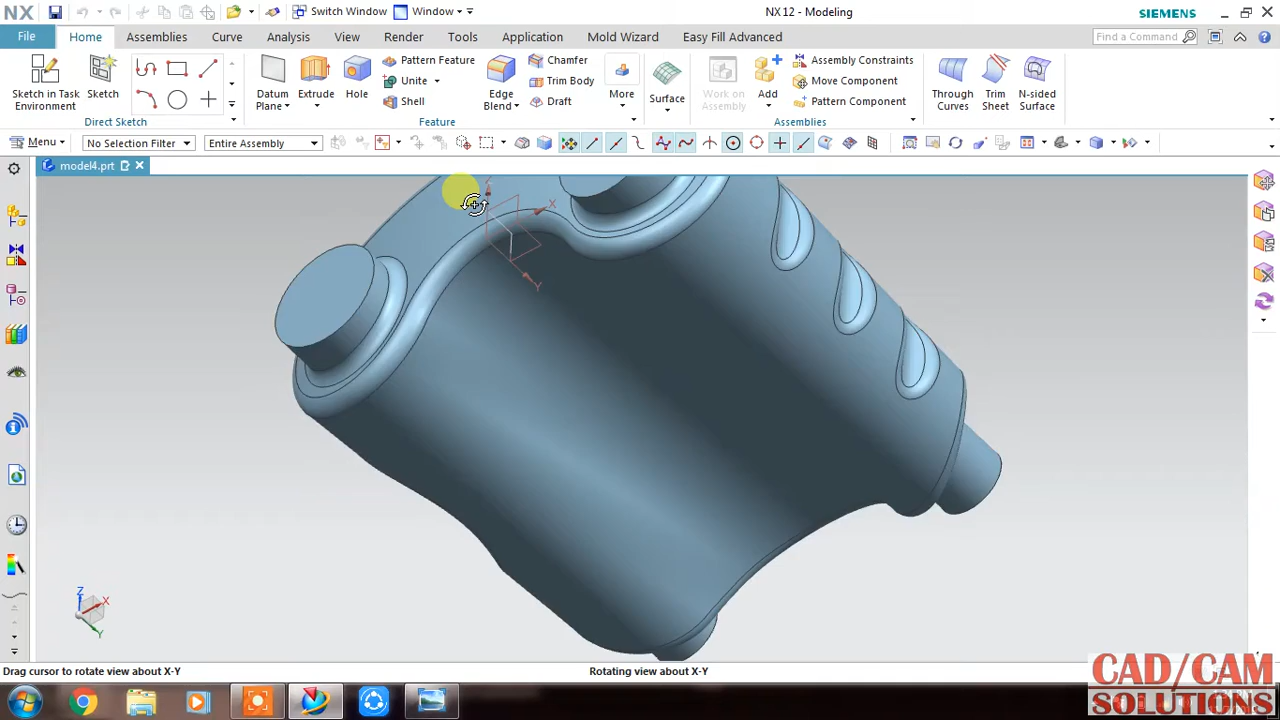 NX
Switch Window
Window
NX 12 - Modeling
SIEMENS
File
Home
Assemblies
Curve
Analysis
View
Render
Tools
Application
Mold Wizard
Easy Fill Advanced
Find a Command
Sketch in Task Environment
Sketch
Direct Sketch
Datum Plane
Extrude
Hole
Pattern Feature
Unite
Shell
Edge Blend
Chamfer
Trim Body
Draft
More
Feature
Surface
Work on Assembly
Add
Assembly Constraints
Move Component
Pattern Component
Assemblies
Through Curves
Trim Sheet
N-sided Surface
Menu
No Selection Filter
Entire Assembly
model4.prt
X
Y
Z
X
Y
Drag cursor to rotate view about X-Y
Rotating view about X-Y
CAD/CAM
SOLUTIONS